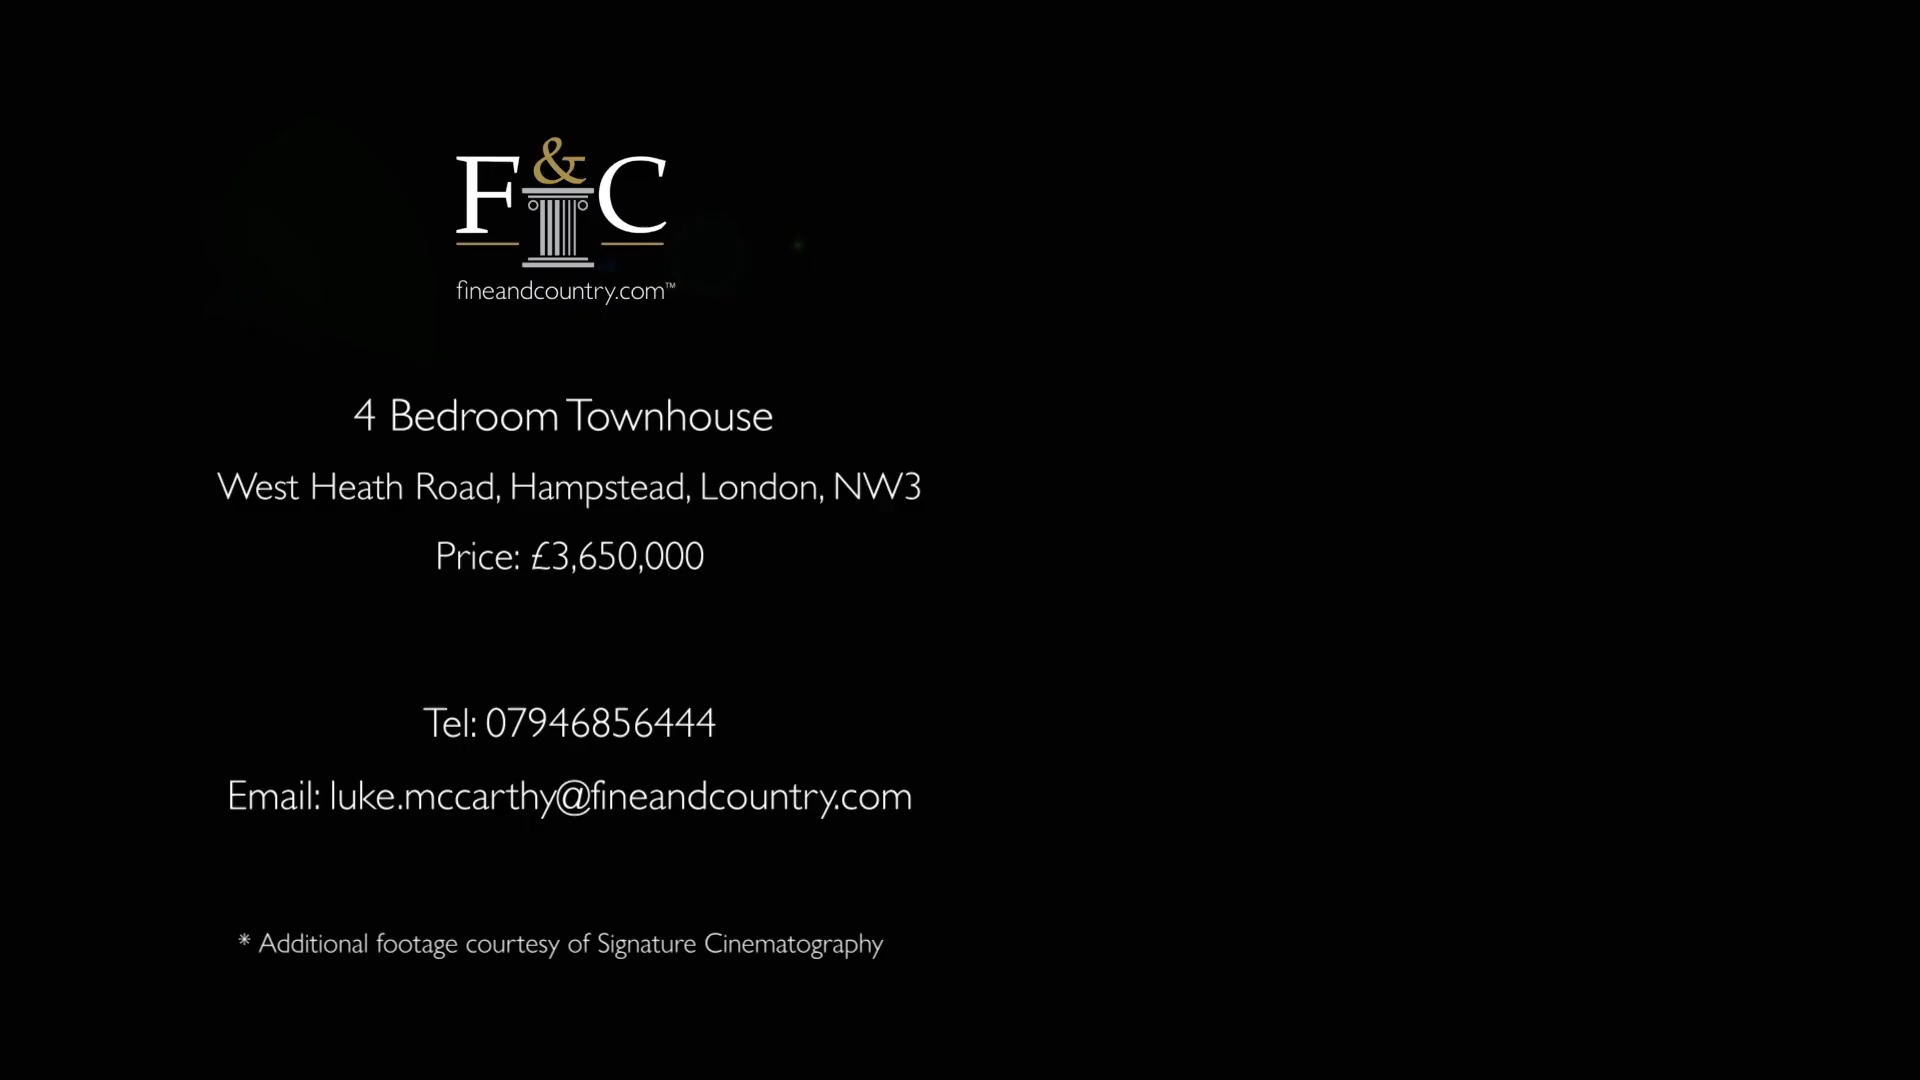 F&C
fineandcountry.com™
4 Bedroom Townhouse
West Heath Road, Hampstead, London, NW3
Price: £3,650,000
Tel: 07946856444
Email: luke.mccarthy@fineandcountry.com
* Additional footage courtesy of Signature Cinematography